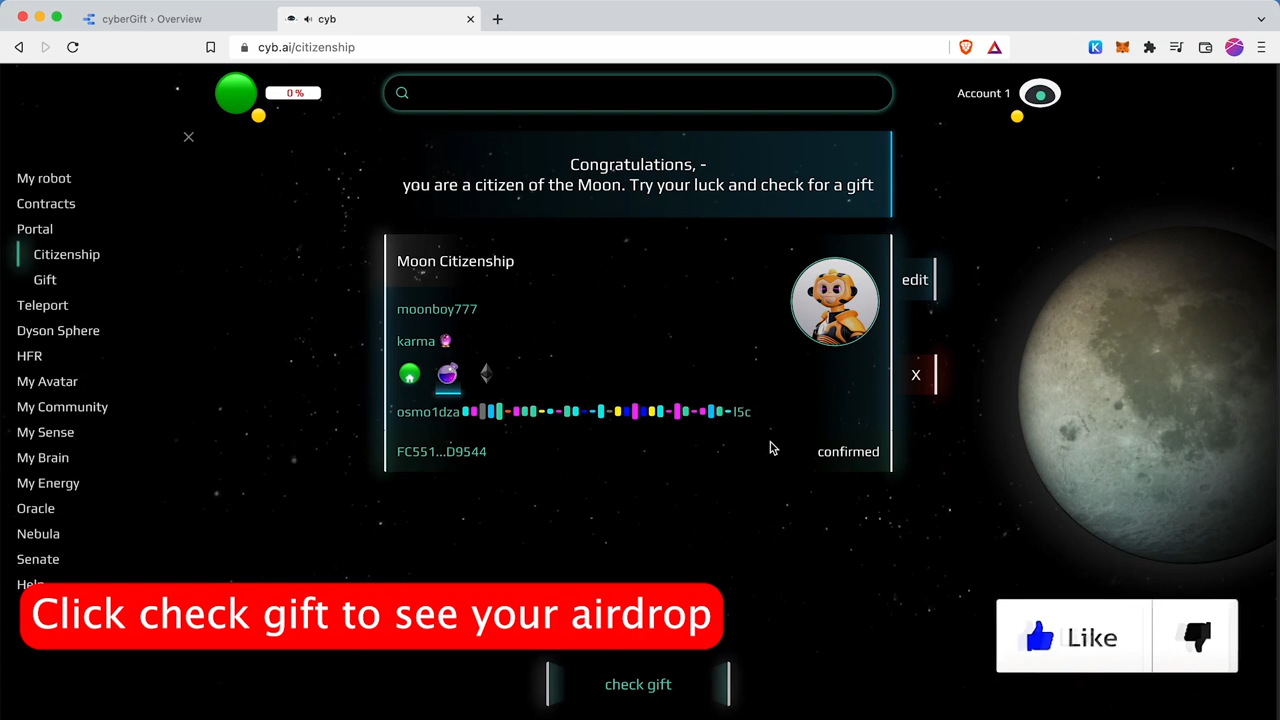 cyberGift › Overview
cyb
cyb.ai/citizenship
0 %
Account 1
Congratulations, -
you are a citizen of the Moon. Try your luck and check for a gift
My robot
Contracts
Portal
Citizenship
Gift
Teleport
Dyson Sphere
HFR
My Avatar
My Community
My Sense
My Brain
My Energy
Oracle
Nebula
Senate
Help
Moon Citizenship
moonboy777
karma
osmo1dza l5c
FC551...D9544
confirmed
edit
X
Click check gift to see your airdrop
Like
check gift